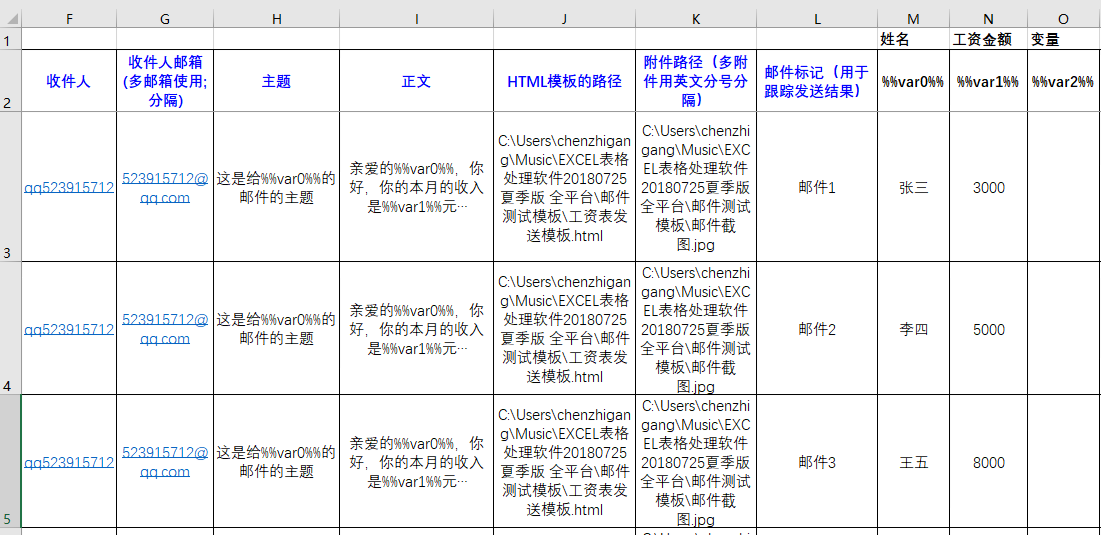 F G H I J K L M N O
1 姓名 工资金额 变量
收件人邮箱 附件路径（多附
收件人 (多邮箱使用; 主题 正文 HTML模板的路径 件用英文分号分 邮件标记（用于 %%var0%% %%var1%% %%var2%%
分隔) 隔） 跟踪发送结果）
2
qq523915712
523915712@
qq.com
这是给%%var0%%的
邮件的主题
亲爱的%%var0%%，你
好，你的本月的收入
是%%var1%%元…
C:\Users\chenzhigan
g\Music\EXCEL表格
处理软件20180725
夏季版 全平台\邮件
测试模板\工资表发
送模板.html
C:\Users\chenzhi
gang\Music\EXC
EL表格处理软件
20180725夏季版
全平台\邮件测试
模板\邮件截
图.jpg
邮件1
张三
3000
3
qq523915712
523915712@
qq.com
这是给%%var0%%的
邮件的主题
亲爱的%%var0%%，你
好，你的本月的收入
是%%var1%%元…
C:\Users\chenzhigan
g\Music\EXCEL表格
处理软件20180725
夏季版 全平台\邮件
测试模板\工资表发
送模板.html
C:\Users\chenzhi
gang\Music\EXC
EL表格处理软件
20180725夏季版
全平台\邮件测试
模板\邮件截
图.jpg
邮件2
李四
5000
4
qq523915712
523915712@
qq.com
这是给%%var0%%的
邮件的主题
亲爱的%%var0%%，你
好，你的本月的收入
是%%var1%%元…
C:\Users\chenzhigan
g\Music\EXCEL表格
处理软件20180725
夏季版 全平台\邮件
测试模板\工资表发
送模板.html
C:\Users\chenzhi
gang\Music\EXC
EL表格处理软件
20180725夏季版
全平台\邮件测试
模板\邮件截
图.jpg
邮件3
王五
8000
5